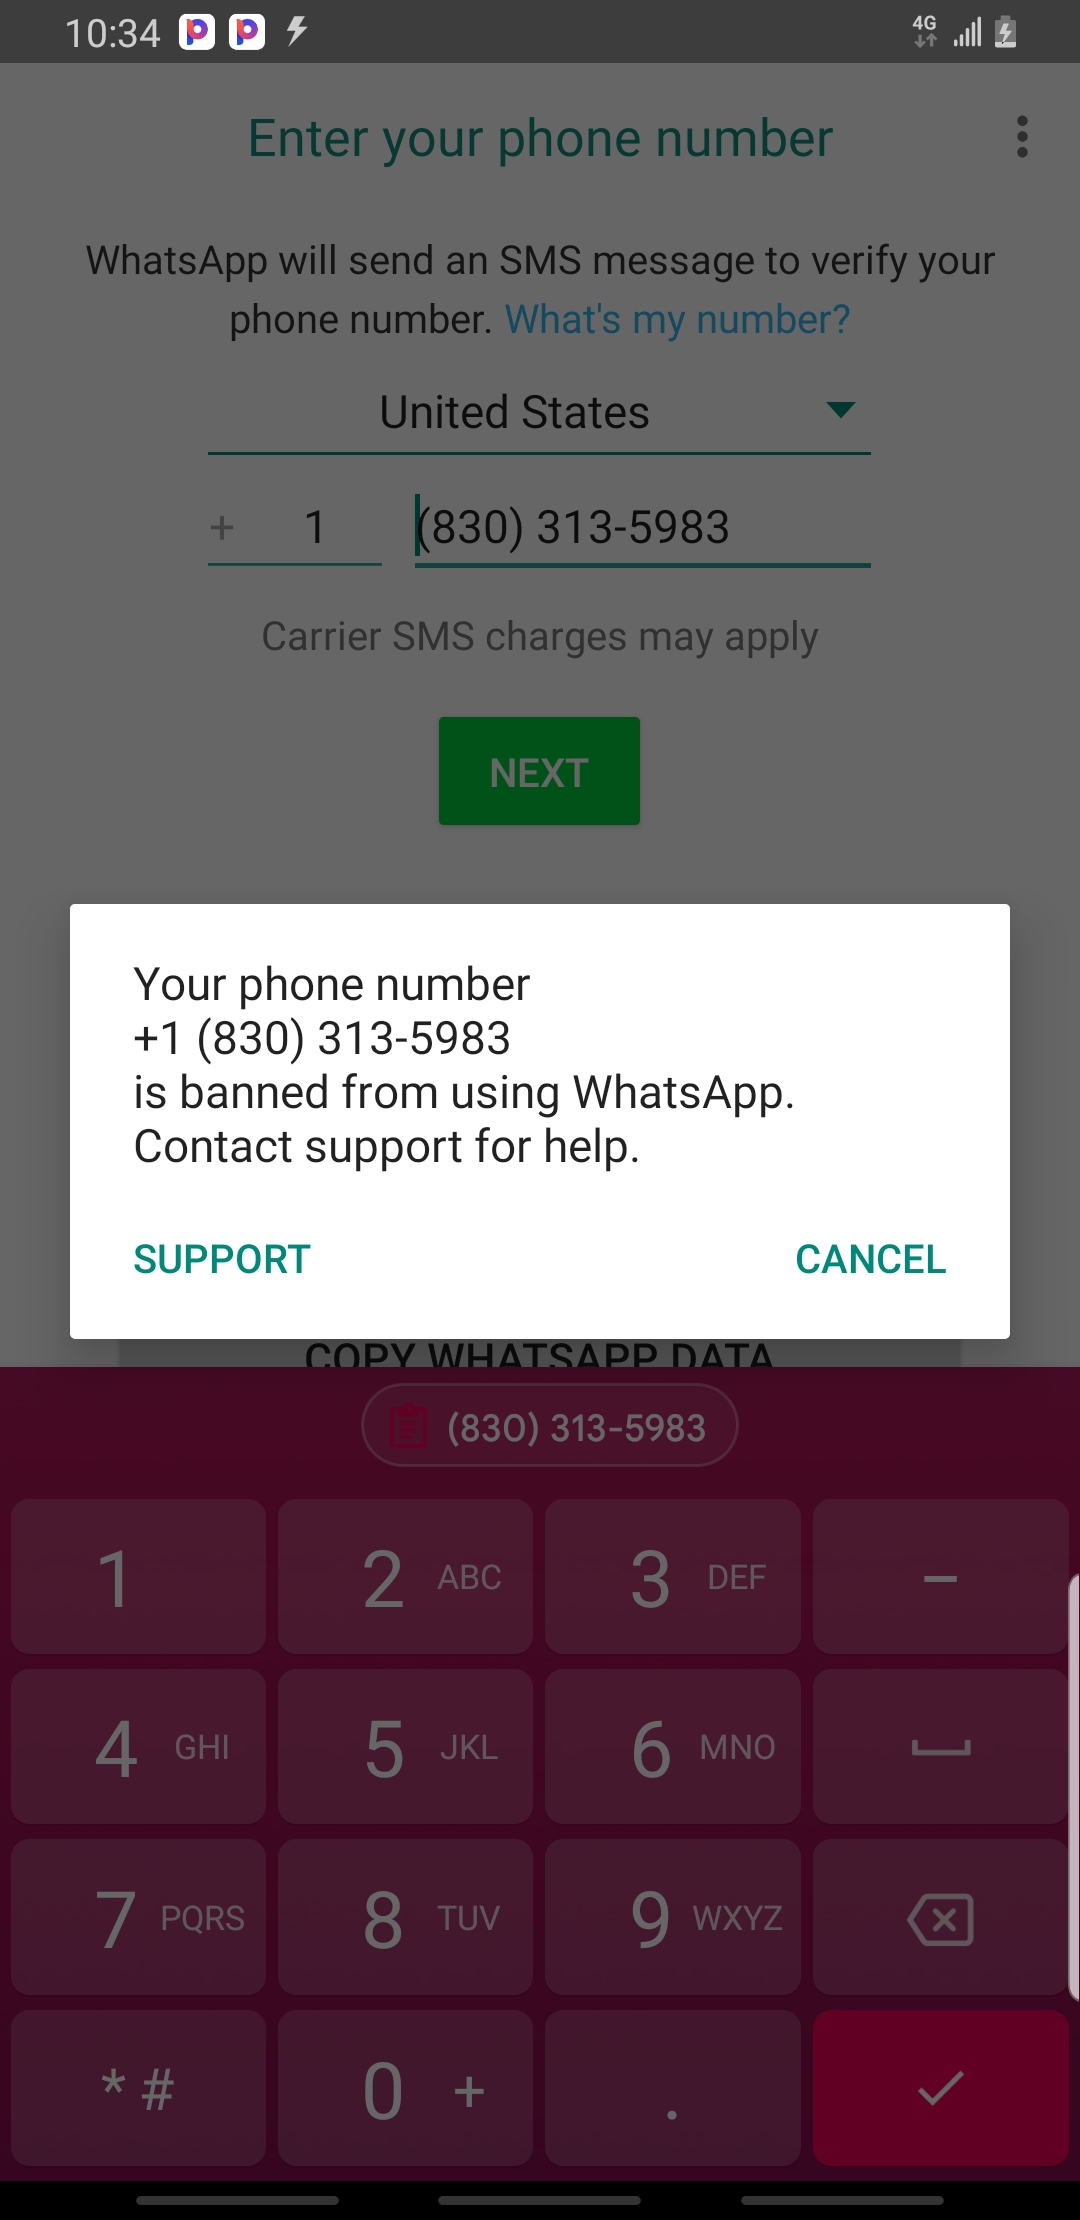 10:34
4G
Enter your phone number
WhatsApp will send an SMS message to verify your
phone number. What's my number?
United States
+ 1 (830) 313-5983
Carrier SMS charges may apply
NEXT
Your phone number
+1 (830) 313-5983
is banned from using WhatsApp.
Contact support for help.
SUPPORT CANCEL
COPY WHATSAPP DATA
(830) 313-5983
1 2 ABC 3 DEF –
4 GHI 5 JKL 6 MNO
7 PQRS 8 TUV 9 WXYZ
* # 0 + .